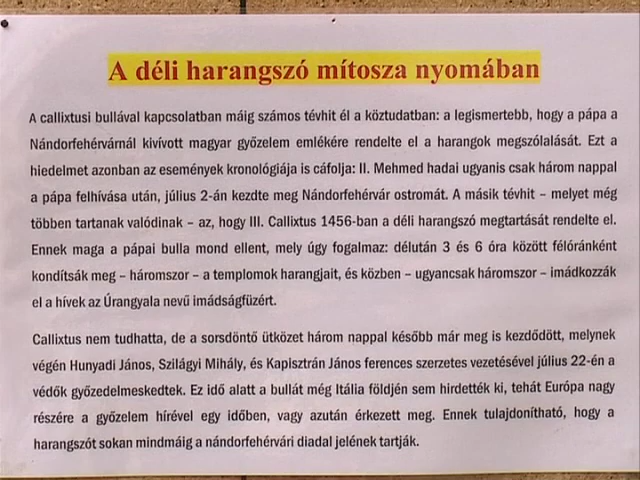 A déli harangszó mítosza nyomában
A callixtusi bullával kapcsolatban máig számos tévhit él a köztudatban: a legismertebb, hogy a pápa a
Nándorfehérvárnál kivívott magyar győzelem emlékére rendelte el a harangok megszólalását. Ezt a
hiedelmet azonban az események kronológiája is cáfolja: II. Mehmed hadai ugyanis csak három nappal
a pápa felhívása után, július 2-án kezdte meg Nándorfehérvár ostromát. A másik tévhit – melyet még
többen tartanak valódinak – az, hogy III. Callixtus 1456-ban a déli harangszó megtartását rendelte el.
Ennek maga a pápai bulla mond ellent, mely úgy fogalmaz: délután 3 és 6 óra között félóránként
kondítsák meg – háromszor – a templomok harangjait, és közben – ugyancsak háromszor – imádkozzák
el a hívek az Úrangyala nevű imádságfüzért.
Callixtus nem tudhatta, de a sorsdöntő ütközet három nappal később már meg is kezdődött, melynek
végén Hunyadi János, Szilágyi Mihály, és Kapisztrán János ferences szerzetes vezetésével július 22-én a
védők győzedelmeskedtek. Ez idő alatt a bullát még Itália földjén sem hirdették ki, tehát Európa nagy
részére a győzelem hírével egy időben, vagy azután érkezett meg. Ennek tulajdonítható, hogy a
harangszót sokan mindmáig a nándorfehérvári diadal jelének tartják.